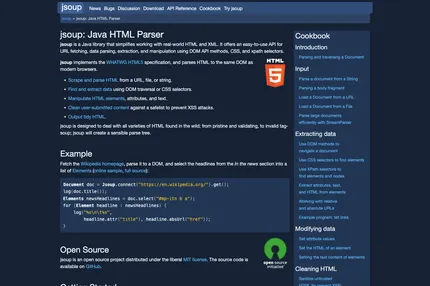 jsoup
News Bugs Discussion Download API Reference Cookbook Try jsoup
jsoup » jsoup: Java HTML Parser
jsoup: Java HTML Parser
jsoup is a Java library that simplifies working with real-world HTML and XML. It offers an easy-to-use API for
URL fetching, data parsing, extraction, and manipulation using DOM API methods, CSS, and xpath selectors.
jsoup implements the WHATWG HTML5 specification, and parses HTML to the same DOM as
modern browsers.
Scrape and parse HTML from a URL, file, or string.
Find and extract data using DOM traversal or CSS selectors.
Manipulate HTML elements, attributes, and text.
Clean user-submitted content against a safelist to prevent XSS attacks.
Output tidy HTML.
HTML
5
jsoup is designed to deal with all varieties of HTML found in the wild; from pristine and validating, to invalid tag-
soup; jsoup will create a sensible parse tree.
Example
Fetch the Wikipedia homepage, parse it to a DOM, and select the headlines from the In the news section into a
list of Elements (online sample, full source):
Document doc = Jsoup.connect("https://en.wikipedia.org/").get();
log(doc.title());
Elements newsHeadlines = doc.select("#mp-itn b a");
for (Element headline : newsHeadlines) {
log("%s\n\t%s",
headline.attr("title"), headline.absUrl("href"));
}
Open Source
jsoup is an open source project distributed under the liberal MIT license. The source code is
available on GitHub.
open source
initiative
Getting Started
Cookbook
Introduction
Parsing and traversing a Document
Input
Parse a document from a String
Parsing a body fragment
Load a Document from a URL
Load a Document from a File
Parse large documents
efficiently with StreamParser
Extracting data
Use DOM methods to
navigate a document
Use CSS selectors to find elements
Use XPath selectors to
find elements and nodes
Extract attributes, text,
and HTML from elements
Working with relative
and absolute URLs
Example program: list links
Modifying data
Set attribute values
Set the HTML of an element
Setting the text content of elements
Cleaning HTML
Sanitize untrusted